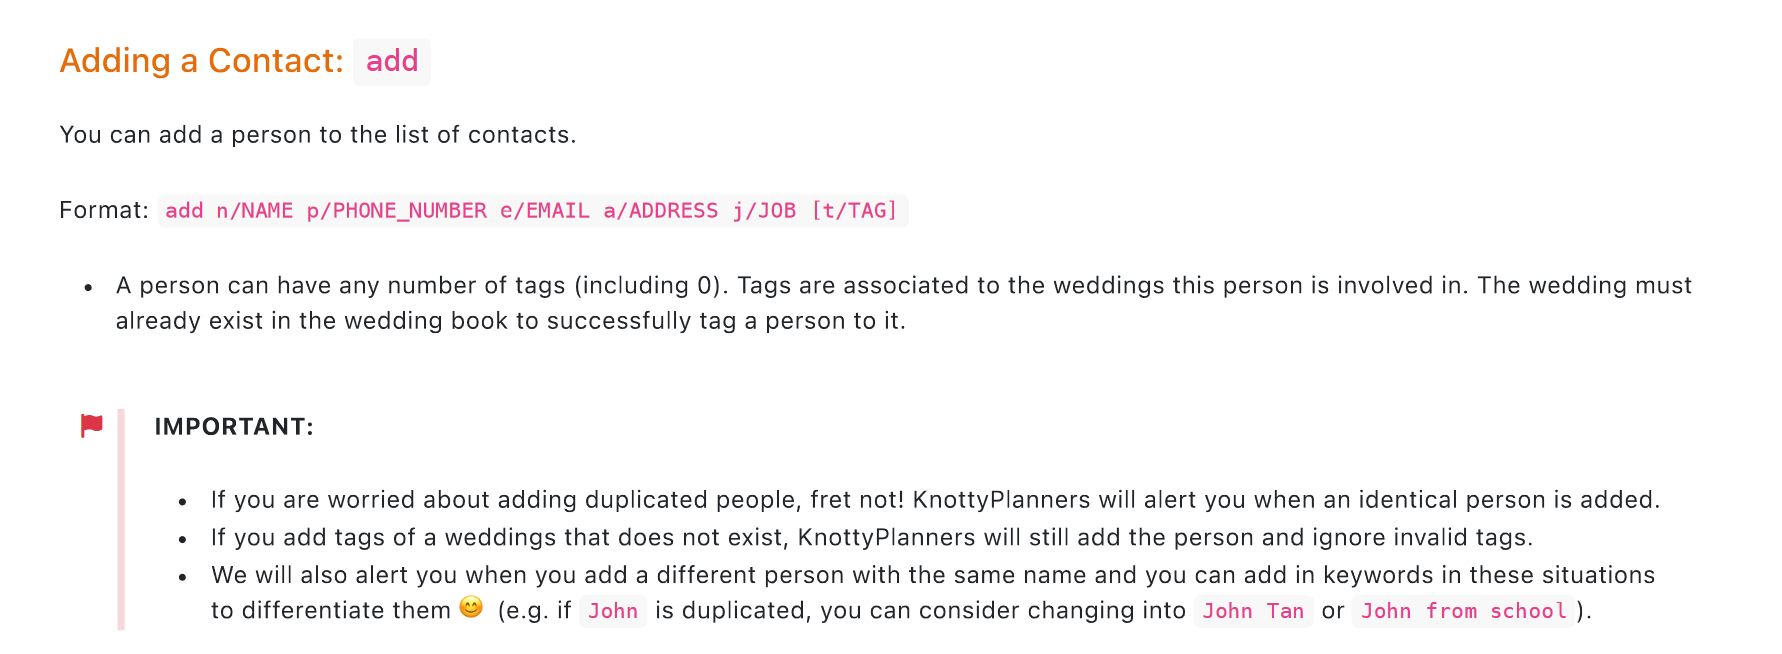 Adding a Contact: add
You can add a person to the list of contacts.
Format: add n/NAME p/PHONE_NUMBER e/EMAIL a/ADDRESS j/JOB [t/TAG]
• A person can have any number of tags (including 0). Tags are associated to the weddings this person is involved in. The wedding must
already exist in the wedding book to successfully tag a person to it.
IMPORTANT:
• If you are worried about adding duplicated people, fret not! KnottyPlanners will alert you when an identical person is added.
• If you add tags of a weddings that does not exist, KnottyPlanners will still add the person and ignore invalid tags.
• We will also alert you when you add a different person with the same name and you can add in keywords in these situations
to differentiate them 😊 (e.g. if John is duplicated, you can consider changing into John Tan or John from school).